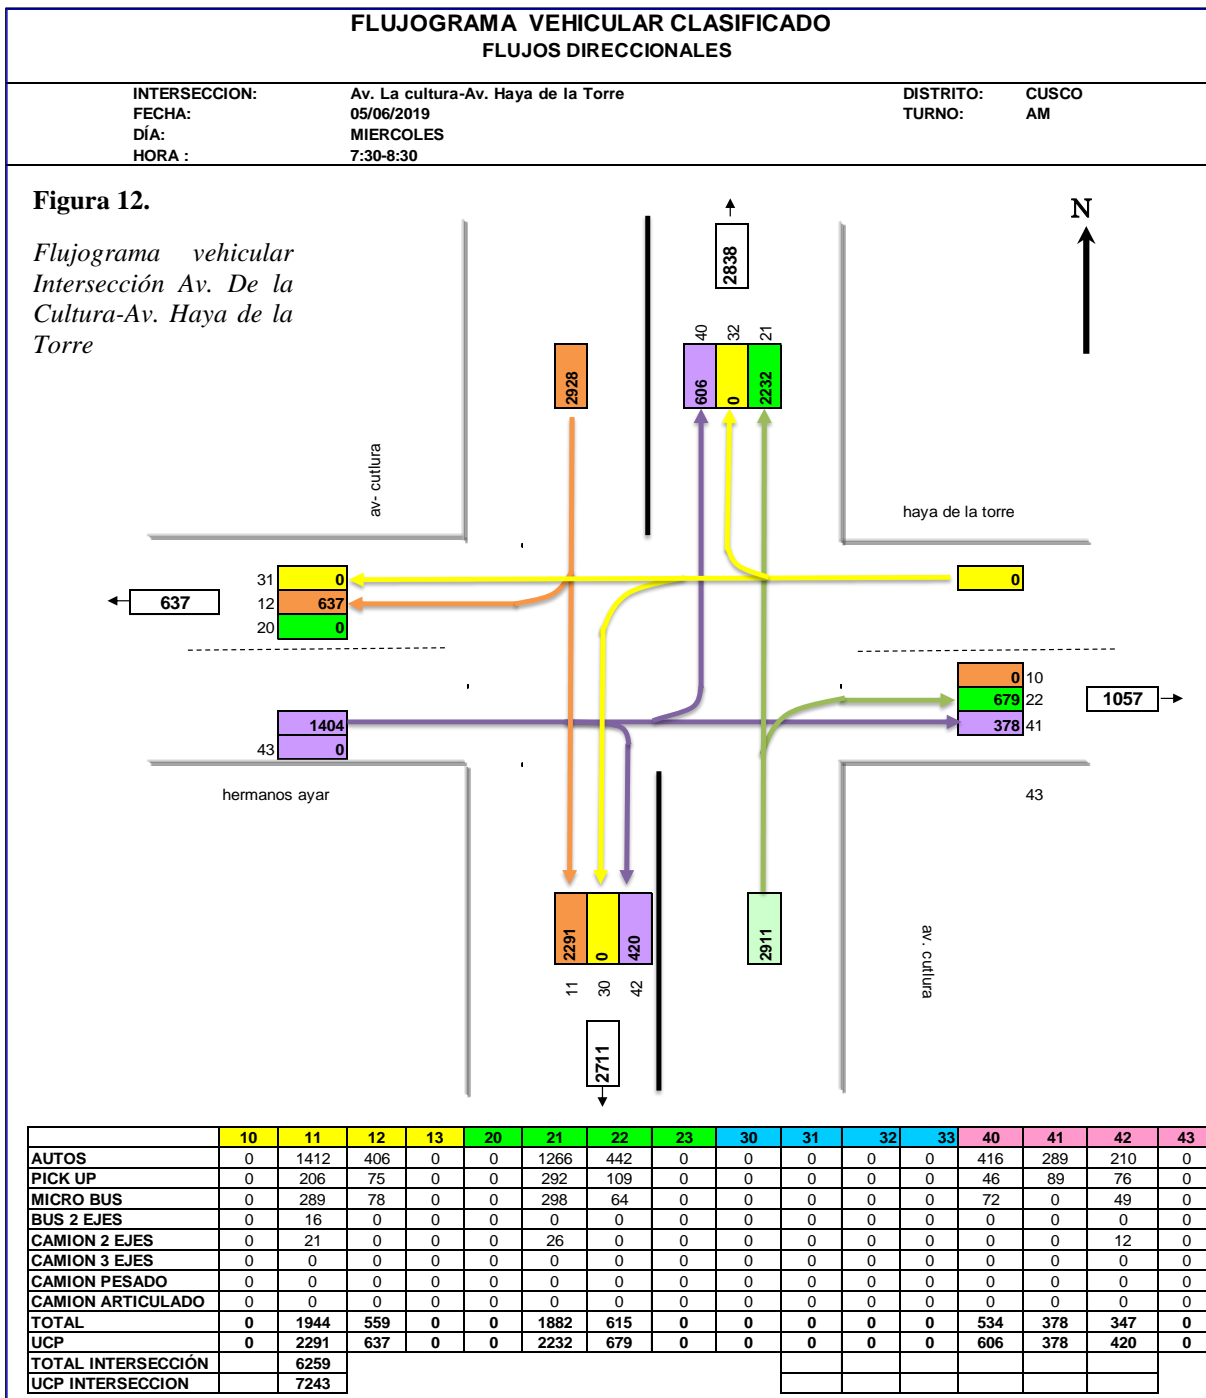 FLUJOGRAMA VEHICULAR CLASIFICADO
FLUJOS DIRECCIONALES
INTERSECCION: Av. La cultura-Av. Haya de la Torre DISTRITO: CUSCO
FECHA: 05/06/2019 TURNO: AM
DÍA: MIERCOLES
HORA : 7:30-8:30
Figura 12.
Flujograma vehicular
Intersección Av. De la
Cultura-Av. Haya de la
Torre
N
2838
40 32 21
2928
606 0 2232
av- cutlura
haya de la torre
31 0
0
637
12 637
20 0
0 10
679 22
1057
378 41
1404
43 0
hermanos ayar
43
2291 0 420
2911
av. cutlura
11 30 42
2711
10 11 12 13 20 21 22 23 30 31 32 33 40 41 42 43
AUTOS 0 1412 406 0 0 1266 442 0 0 0 0 0 416 289 210 0
PICK UP 0 206 75 0 0 292 109 0 0 0 0 0 46 89 76 0
MICRO BUS 0 289 78 0 0 298 64 0 0 0 0 0 72 0 49 0
BUS 2 EJES 0 16 0 0 0 0 0 0 0 0 0 0 0 0 0 0
CAMION 2 EJES 0 21 0 0 0 26 0 0 0 0 0 0 0 0 12 0
CAMION 3 EJES 0 0 0 0 0 0 0 0 0 0 0 0 0 0 0 0
CAMION PESADO 0 0 0 0 0 0 0 0 0 0 0 0 0 0 0 0
CAMION ARTICULADO 0 0 0 0 0 0 0 0 0 0 0 0 0 0 0 0
TOTAL 0 1944 559 0 0 1882 615 0 0 0 0 0 534 378 347 0
UCP 0 2291 637 0 0 2232 679 0 0 0 0 0 606 378 420 0
TOTAL INTERSECCIÓN 6259
UCP INTERSECCION 7243